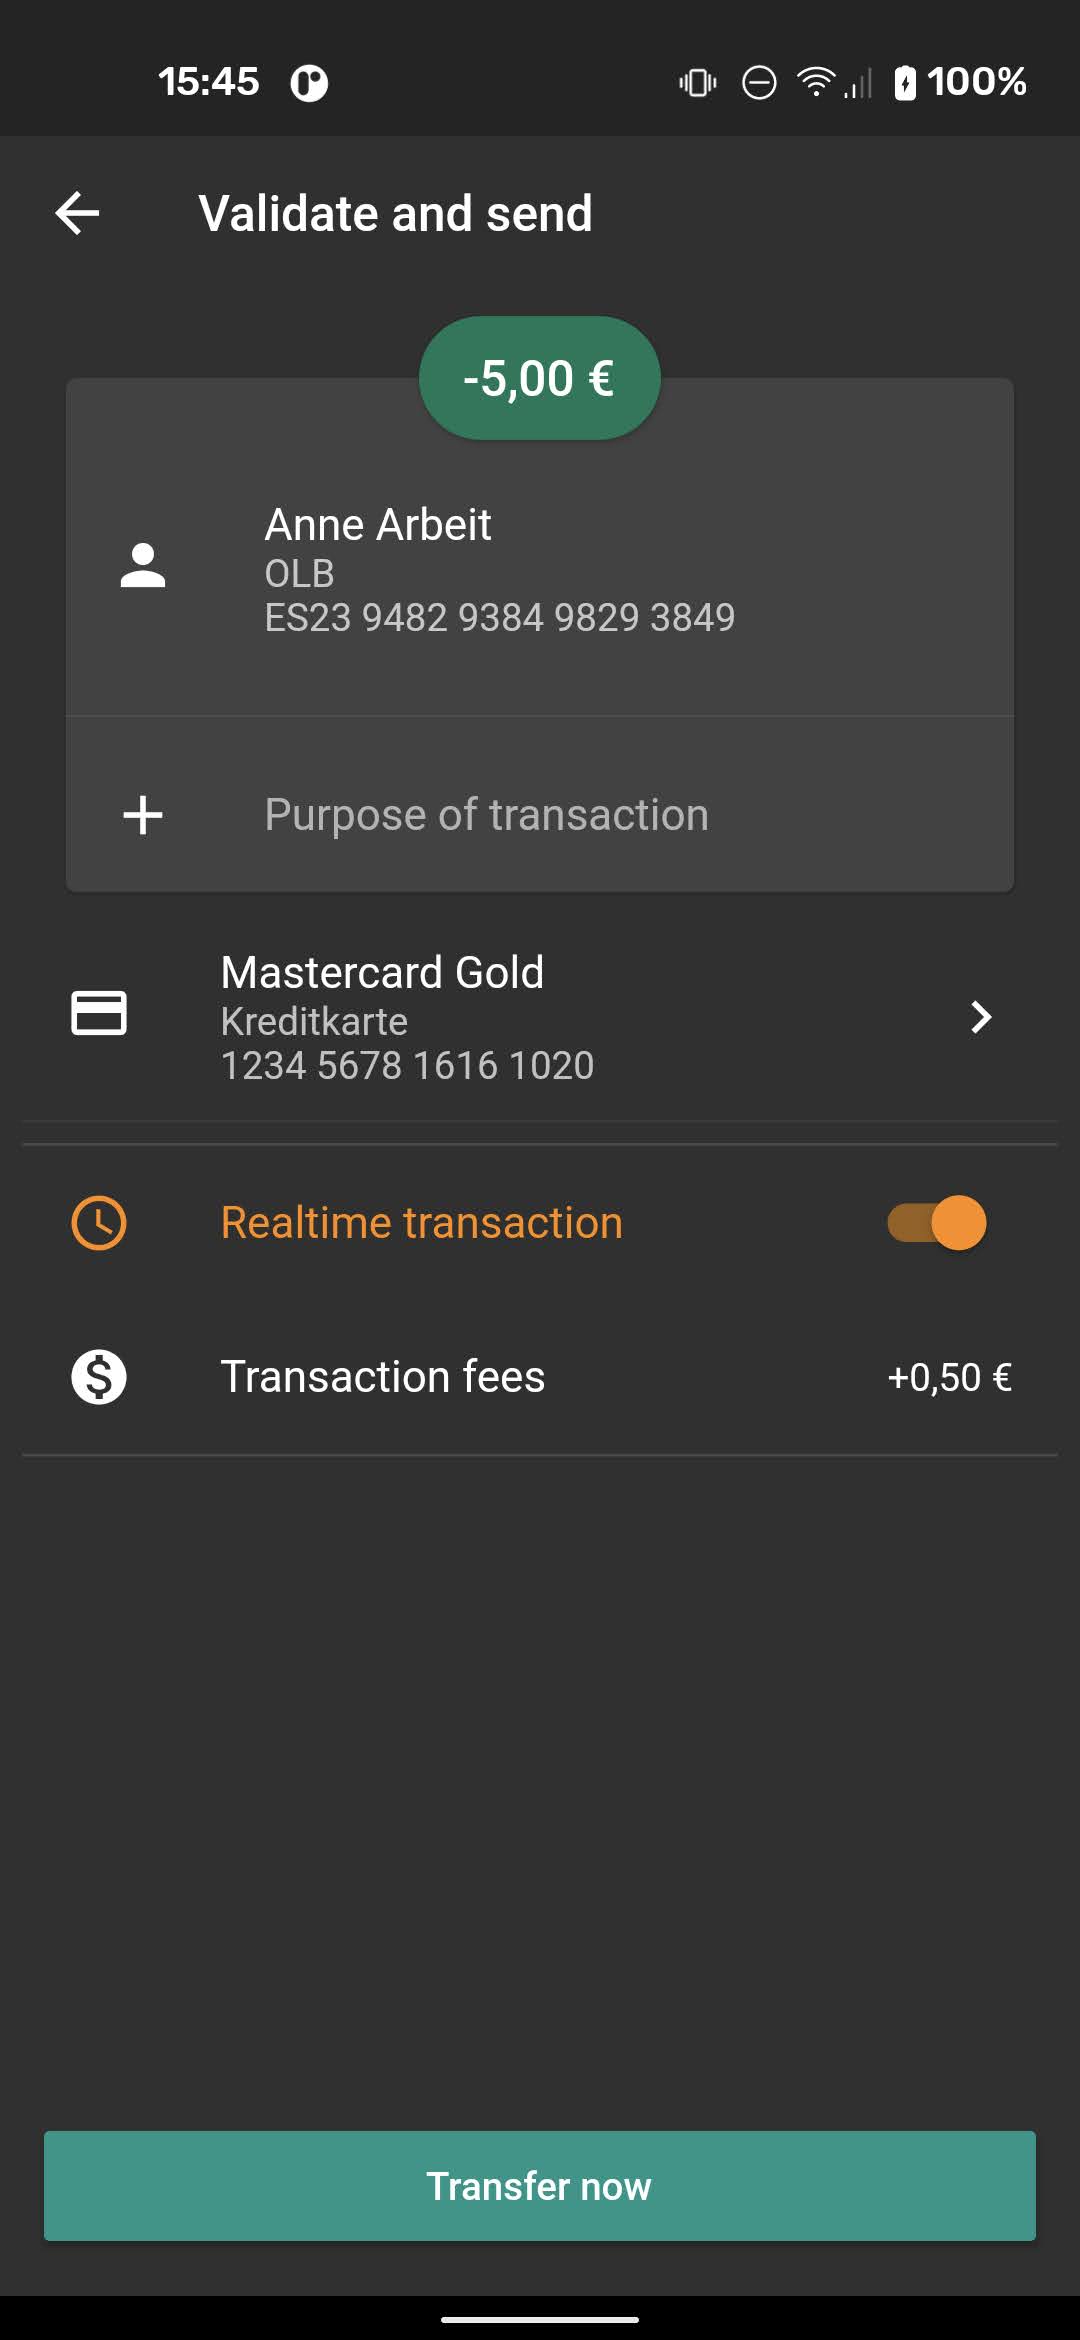 15:45
100%
Validate and send
-5,00 €
Anne Arbeit
OLB
ES23 9482 9384 9829 3849
Purpose of transaction
Mastercard Gold
Kreditkarte
1234 5678 1616 1020
Realtime transaction
Transaction fees
+0,50 €
Transfer now